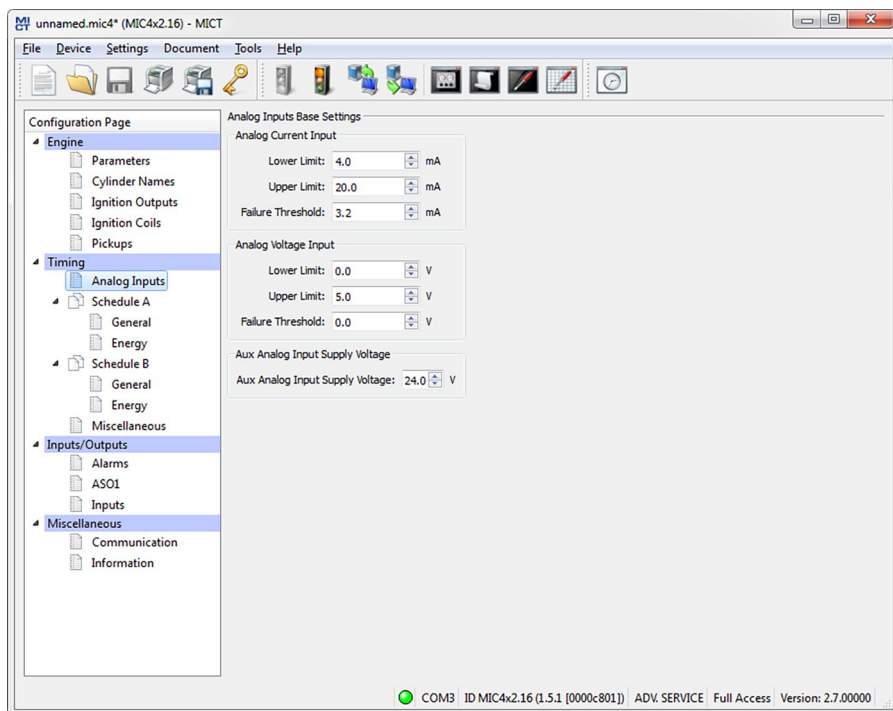 MICT unnamed.mic4* (MIC4x2.16) - MICT
File Device Settings Document Tools Help
Configuration Page
Engine
Parameters
Cylinder Names
Ignition Outputs
Ignition Coils
Pickups
Timing
Analog Inputs
Schedule A
General
Energy
Schedule B
General
Energy
Miscellaneous
Inputs/Outputs
Alarms
ASO1
Inputs
Miscellaneous
Communication
Information
Analog Inputs Base Settings
Analog Current Input
Lower Limit: 4.0 mA
Upper Limit: 20.0 mA
Failure Threshold: 3.2 mA
Analog Voltage Input
Lower Limit: 0.0 V
Upper Limit: 5.0 V
Failure Threshold: 0.0 V
Aux Analog Input Supply Voltage
Aux Analog Input Supply Voltage: 24.0 V
COM3 ID MIC4x2.16 (1.5.1 [0000c801]) ADV. SERVICE Full Access Version: 2.7.00000